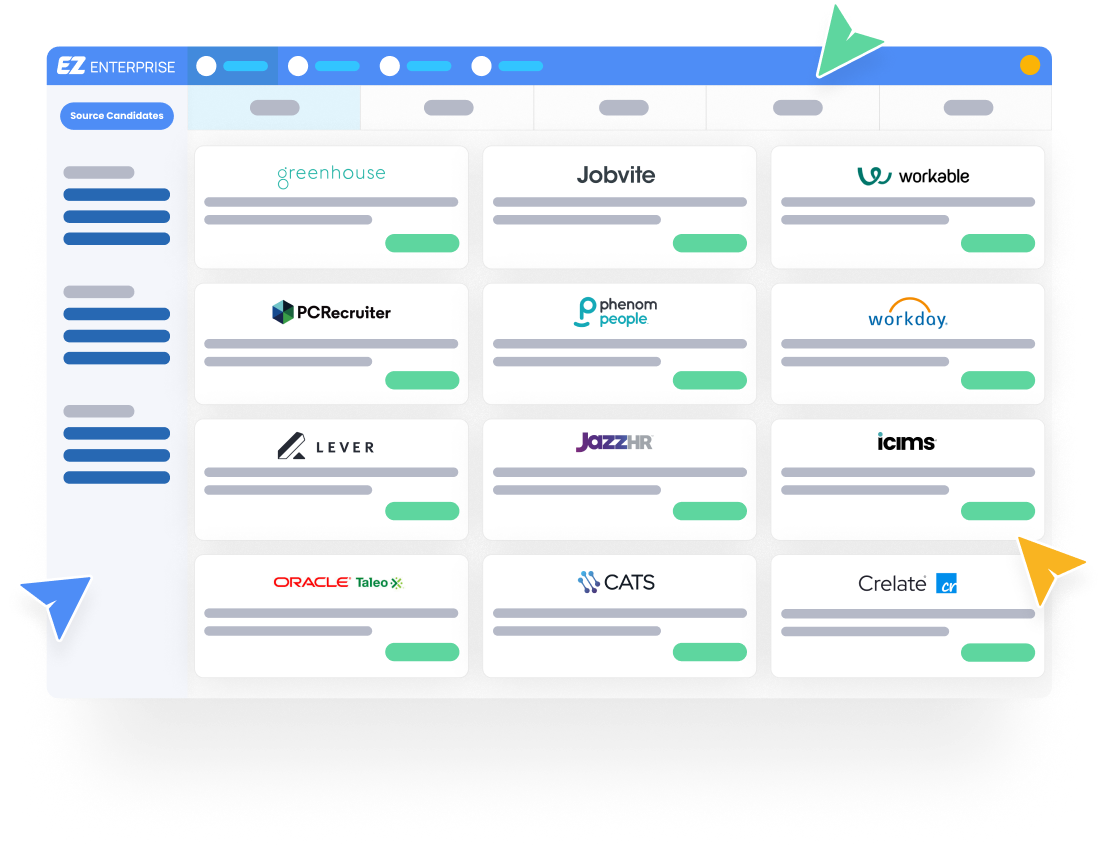 EZ ENTERPRISE
Source Candidates
greenhouse
Jobvite
workable
PCRecruiter
phenom
people
workday.
LEVER
JAZZHR
icims
ORACLE Taleo
CATS
Crelate cr